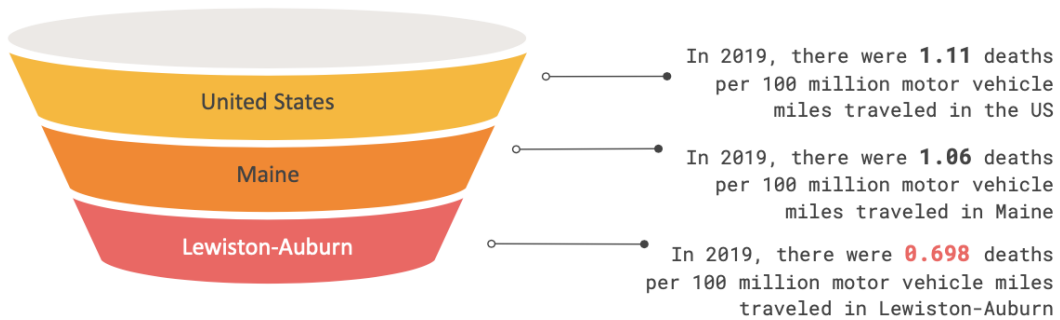 United States
In 2019, there were 1.11 deaths
per 100 million motor vehicle
miles traveled in the US
Maine
In 2019, there were 1.06 deaths
per 100 million motor vehicle
miles traveled in Maine
Lewiston-Auburn
In 2019, there were 0.698 deaths
per 100 million motor vehicle miles
traveled in Lewiston-Auburn